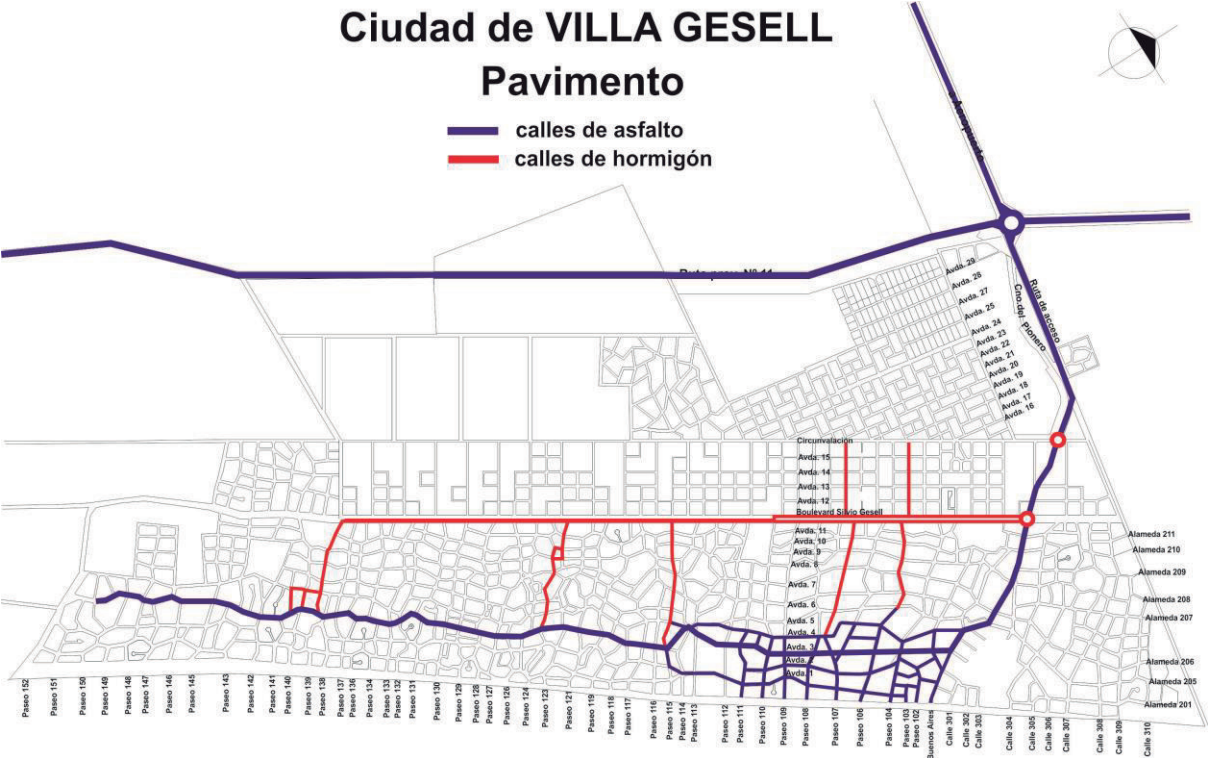 Ciudad de VILLA GESELL
Pavimento
calles de asfalto
calles de hormigón
a Aeropuerto
Ruta prov. Nº 11
Ruta de acceso
Cno.del Pionero
Avda. 29
Avda. 28
Avda. 27
Avda. 25
Avda. 24
Avda. 23
Avda. 22
Avda. 21
Avda. 20
Avda. 19
Avda. 18
Avda. 17
Avda. 16
Circunvalación
Avda. 15
Avda. 14
Avda. 13
Avda. 12
Boulevard Silvio Gesell
Avda. 11
Avda. 10
Avda. 9
Avda. 8
Avda. 7
Avda. 6
Avda. 5
Avda. 4
Avda. 3
Avda. 2
Avda. 1
Alameda 211
Alameda 210
Alameda 209
Alameda 208
Alameda 207
Alameda 206
Alameda 205
Alameda 201
Paseo 152
Paseo 151
Paseo 150
Paseo 149
Paseo 148
Paseo 147
Paseo 146
Paseo 145
Paseo 143
Paseo 142
Paseo 141
Paseo 140
Paseo 139
Paseo 138
Paseo 137
Paseo 136
Paseo 134
Paseo 133
Paseo 132
Paseo 131
Paseo 130
Paseo 129
Paseo 128
Paseo 127
Paseo 126
Paseo 124
Paseo 123
Paseo 121
Paseo 119
Paseo 118
Paseo 117
Paseo 116
Paseo 115
Paseo 114
Paseo 113
Paseo 112
Paseo 111
Paseo 110
Paseo 109
Paseo 108
Paseo 107
Paseo 106
Paseo 104
Paseo 103
Paseo 102
Buenos Aires
Calle 301
Calle 302
Calle 303
Calle 304
Calle 305
Calle 306
Calle 307
Calle 308
Calle 309
Calle 310